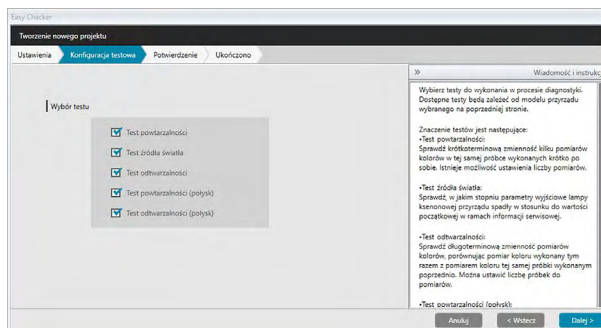 Easy Checker
Tworzenie nowego projektu
Ustawienia
Konfiguracja testowa
Potwierdzenie
Ukończono
Wybór testu
Test powtarzalności
Test źródła światła
Test odtwarzalności
Test powtarzalności (połysk)
Test odtwarzalności (połysk)
» Wiadomość i instrukc
Wybierz testy do wykonania w procesie diagnostyki.
Dostępne testy będą zależeć od modelu przyrządu
wybranego na poprzedniej stronie.
Znaczenie testów jest następujące:
•Test powtarzalności:
Sprawdź krótkoterminową zmienność kilku pomiarów
kolorów w tej samej próbce wykonanych krótko po
sobie. Istnieje możliwość ustawienia liczby pomiarów.
•Test źródła światła:
Sprawdź, w jakim stopniu parametry wyjściowe lampy
ksenonowej przyrządu spadły w stosunku do wartości
początkowej w ramach informacji serwisowej.
•Test odtwarzalności:
Sprawdź długoterminową zmienność pomiarów
kolorów, porównując pomiar koloru wykonany tym
razem z pomiarem koloru tej samej próbki wykonanym
poprzednio. Można ustawić liczbę próbek do
pomiarów.
•Test powtarzalności (połysk):
Anuluj
< Wstecz
Dalej >